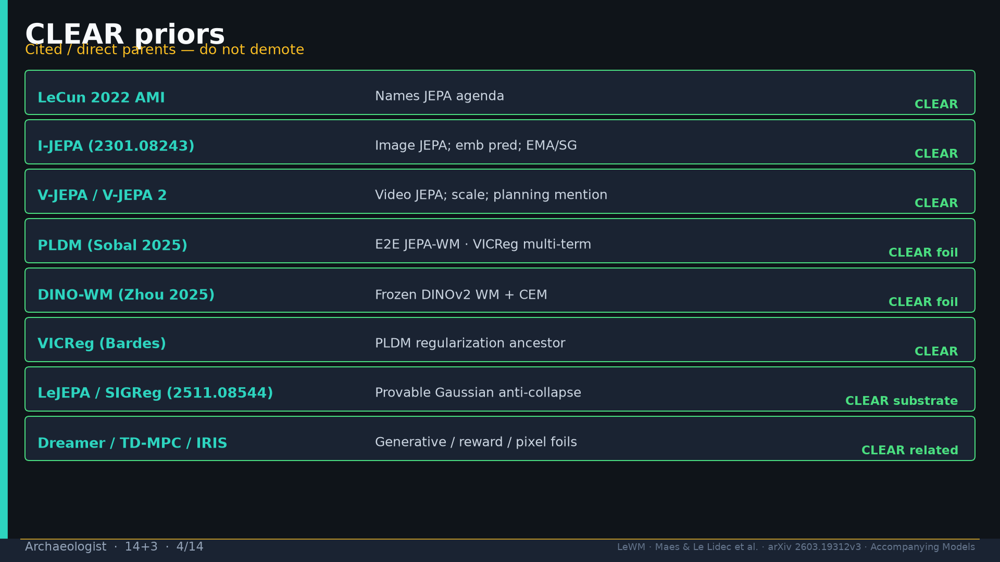 CLEAR priors
Cited / direct parents — do not demote
LeCun 2022 AMI
Names JEPA agenda
CLEAR
I-JEPA (2301.08243)
Image JEPA; emb pred; EMA/SG
CLEAR
V-JEPA / V-JEPA 2
Video JEPA; scale; planning mention
CLEAR
PLDM (Sobal 2025)
E2E JEPA-WM · VICReg multi-term
CLEAR foil
DINO-WM (Zhou 2025)
Frozen DINOv2 WM + CEM
CLEAR foil
VICReg (Bardes)
PLDM regularization ancestor
CLEAR
LeJEPA / SIGReg (2511.08544)
Provable Gaussian anti-collapse
CLEAR substrate
Dreamer / TD-MPC / IRIS
Generative / reward / pixel foils
CLEAR related
Archaeologist · 14+3 · 4/14
LeWM · Maes & Le Lidec et al. · arXiv 2603.19312v3 · Accompanying Models